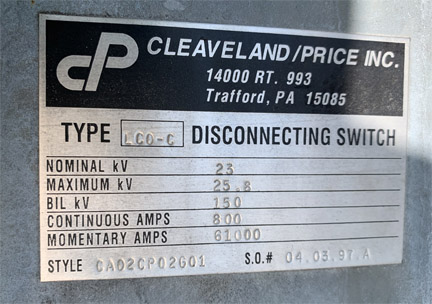 cP CLEAVELAND/PRICE INC.
14000 RT. 993
Trafford, PA 15085
TYPE LCO-C DISCONNECTING SWITCH
NOMINAL kV 23
MAXIMUM kV 25.8
BIL kV 150
CONTINUOUS AMPS 800
MOMENTARY AMPS 61000
STYLE CA02CP02G01 S.O.# 04.03.97.A